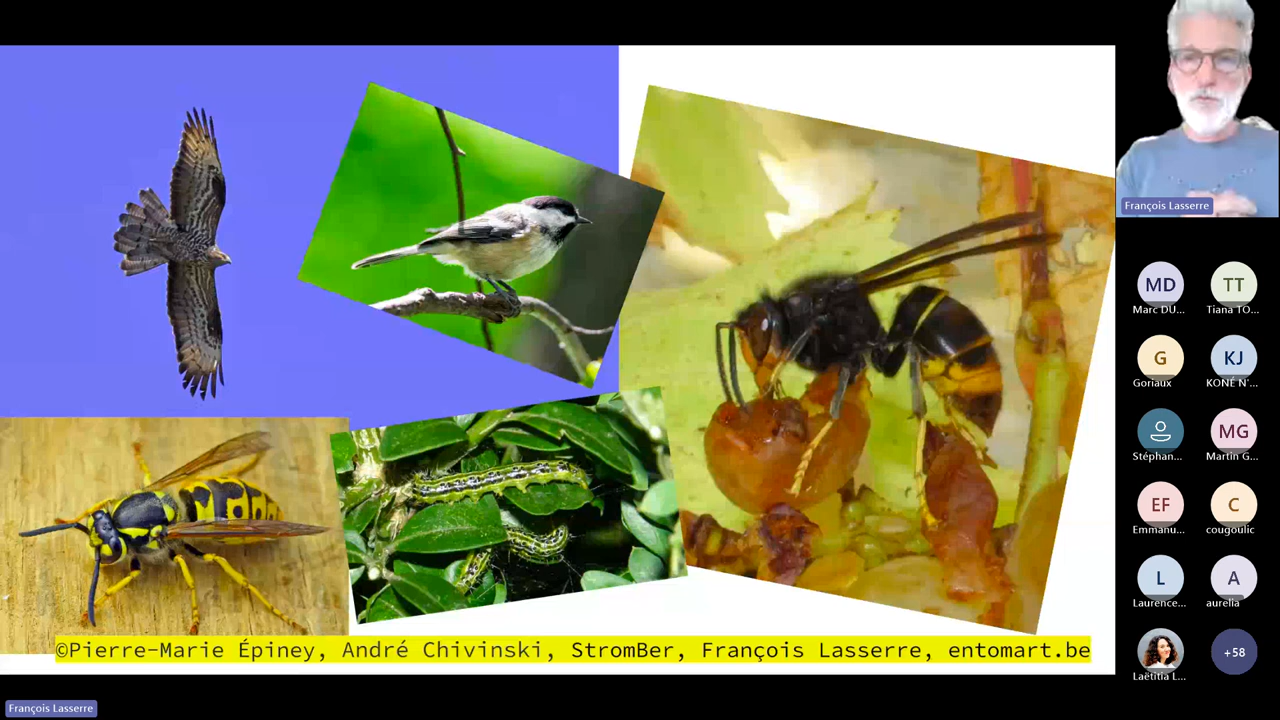 François Lasserre
MD
TT
Marc DU...
Tiana TO...
G
KJ
Goriaux
KONÉ N'...
MG
Stéphan...
Martin G...
EF
C
Emmanu...
cougoulic
L
A
Laurence...
aurelia
+58
Laëtitia L...
©Pierre-Marie Épiney, André Chivinski, StromBer, François Lasserre, entomart.be
François Lasserre